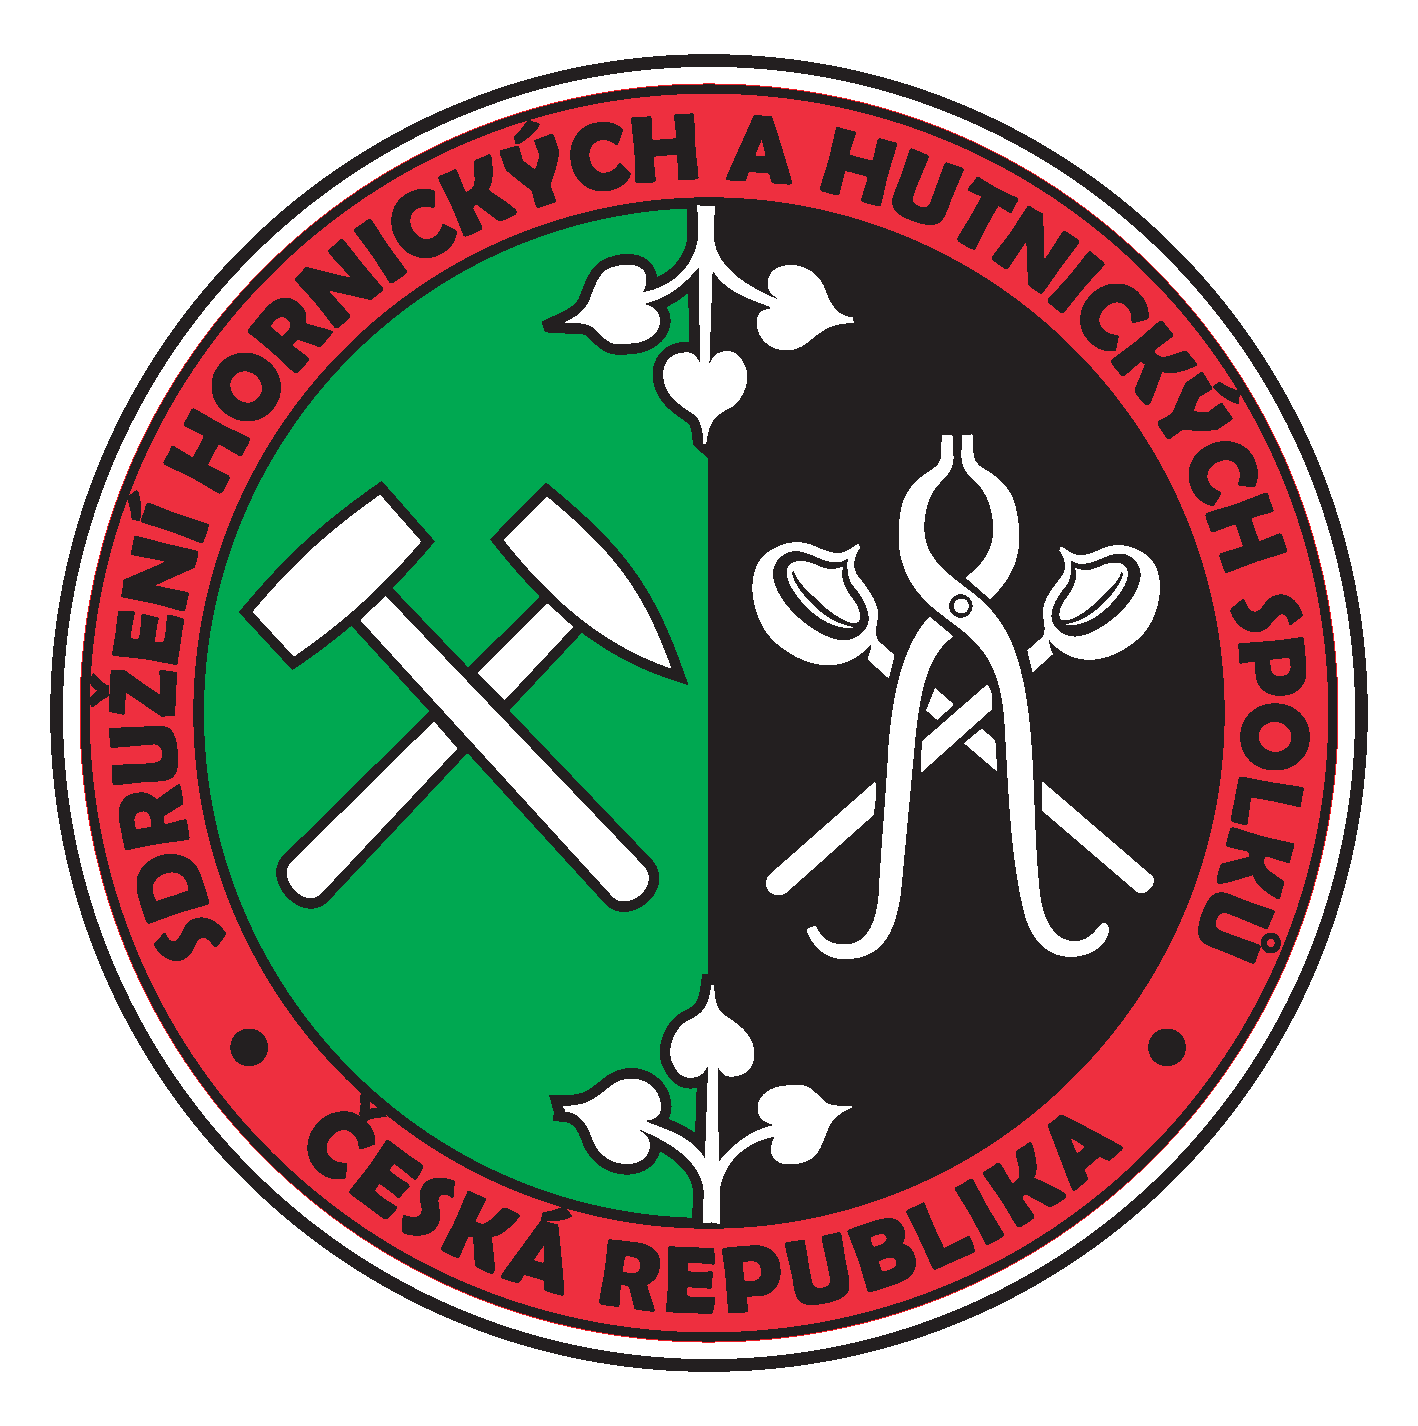 SDRUŽENÍ HORNICKÝCH A HUTNICKÝCH SPOLKŮ
ČESKÁ REPUBLIKA